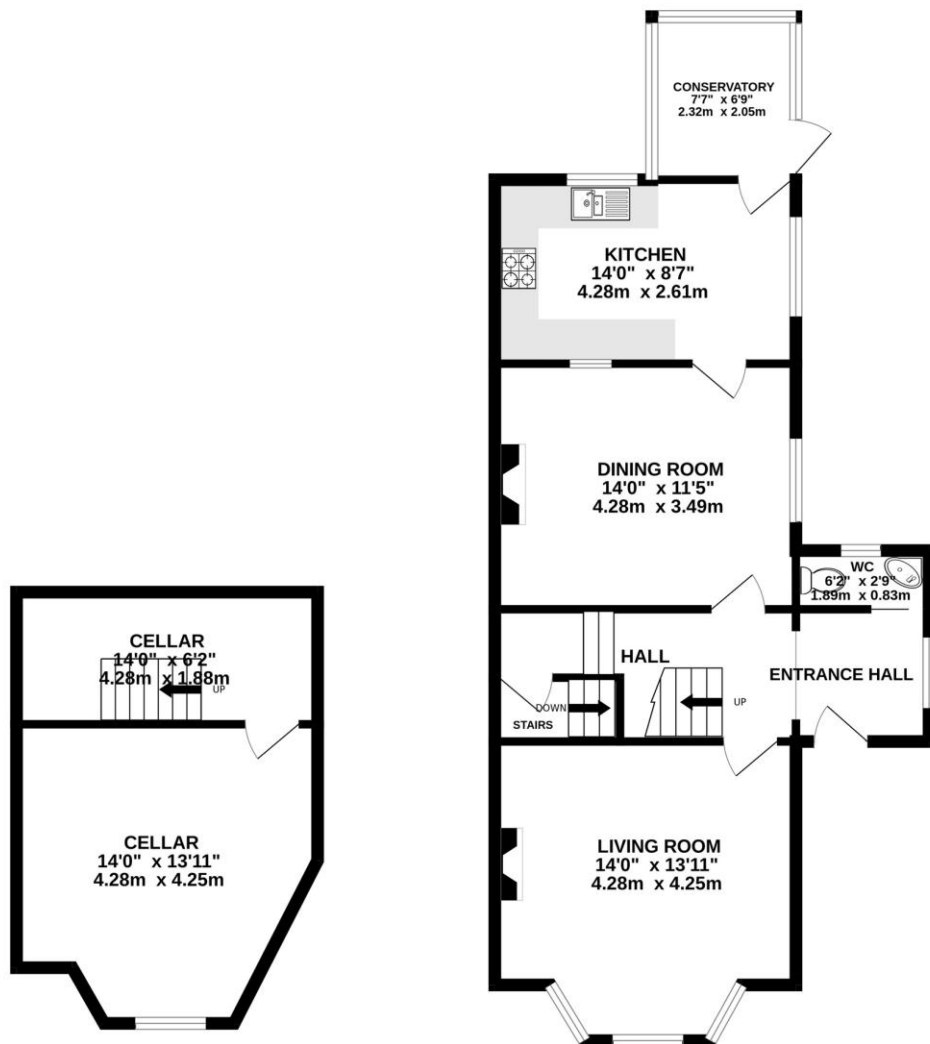 CONSERVATORY
7'7" x 6'9"
2.32m x 2.05m
KITCHEN
14'0" x 8'7"
4.28m x 2.61m
DINING ROOM
14'0" x 11'5"
4.28m x 3.49m
WC
6'2" x 2'9"
1.89m x 0.83m
HALL
ENTRANCE HALL
DOWN
UP
STAIRS
LIVING ROOM
14'0" x 13'11"
4.28m x 4.25m
CELLAR
14'0" x 6'2"
4.28m x 1.88m
UP
CELLAR
14'0" x 13'11"
4.28m x 4.25m